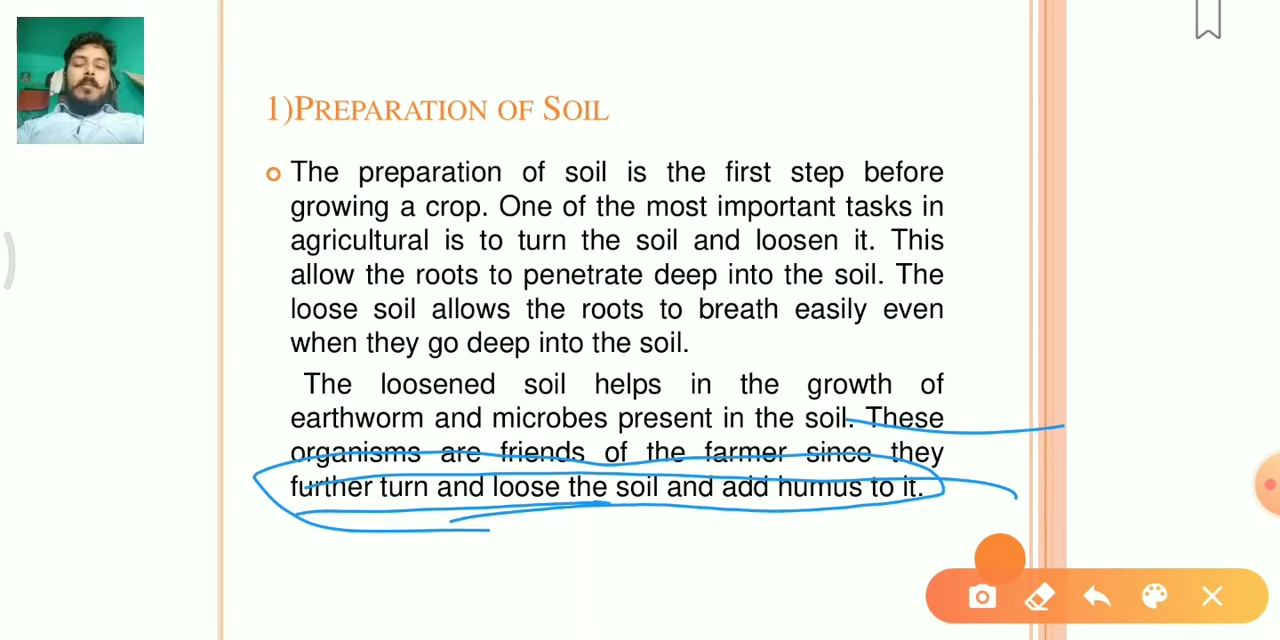 1)PREPARATION OF SOIL
The preparation of soil is the first step before
growing a crop. One of the most important tasks in
agricultural is to turn the soil and loosen it. This
allow the roots to penetrate deep into the soil. The
loose soil allows the roots to breath easily even
when they go deep into the soil.
The loosened soil helps in the growth of
earthworm and microbes present in the soil. These
organisms are friends of the farmer since they
further turn and loose the soil and add humus to it.